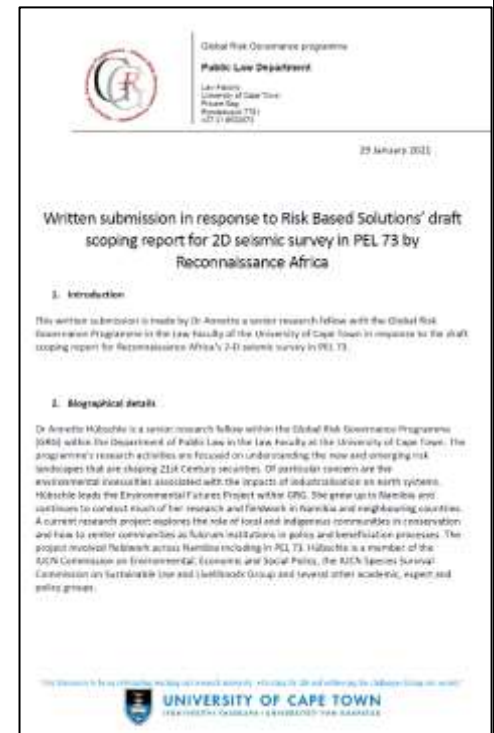 Global Risk Governance programme
Public Law Department
Law Faculty
University of Cape Town
Private Bag
Rondebosch 7701
29 January 2021
Written submission in response to Risk Based Solutions' draft
scoping report for 2D seismic survey in PEL 73 by
Reconnaissance Africa
1. Introduction
This written submission is made by Dr Annette a senior research fellow with the Global Risk
Governance Programme in the Law Faculty of the University of Cape Town in response to the draft
scoping report for Reconnaissance Africa's 2-D seismic survey in PEL 73.
2. Biographical details
Dr Annette Hübschle is a senior research fellow within the Global Risk Governance Programme
(GRG) within the Department of Public Law in the Law Faculty at the University of Cape Town. The
programme's research activities are focused on understanding the new and emerging risk
landscapes that are shaping 21st Century securities. Of particular concern are the
environmental insecurities associated with the impacts of industrialisation on earth systems.
Hübschle leads the Environmental Futures Project within GRG. She grew up in Namibia and
continues to conduct much of her research and fieldwork in Namibia and neighbouring countries.
A current research project explores the role of local and indigenous communities in conservation
and how to center communities as fulcrum institutions in policy and beneficiation processes. The
project involved fieldwork across Namibia including in PEL 73. Hübschle is a member of the
IUCN Commission on Environmental, Economic and Social Policy, the IUCN Species Survival
Commission on Sustainable Use and Livelihoods Group and several other academic, expert and
policy groups.
UNIVERSITY OF CAPE TOWN